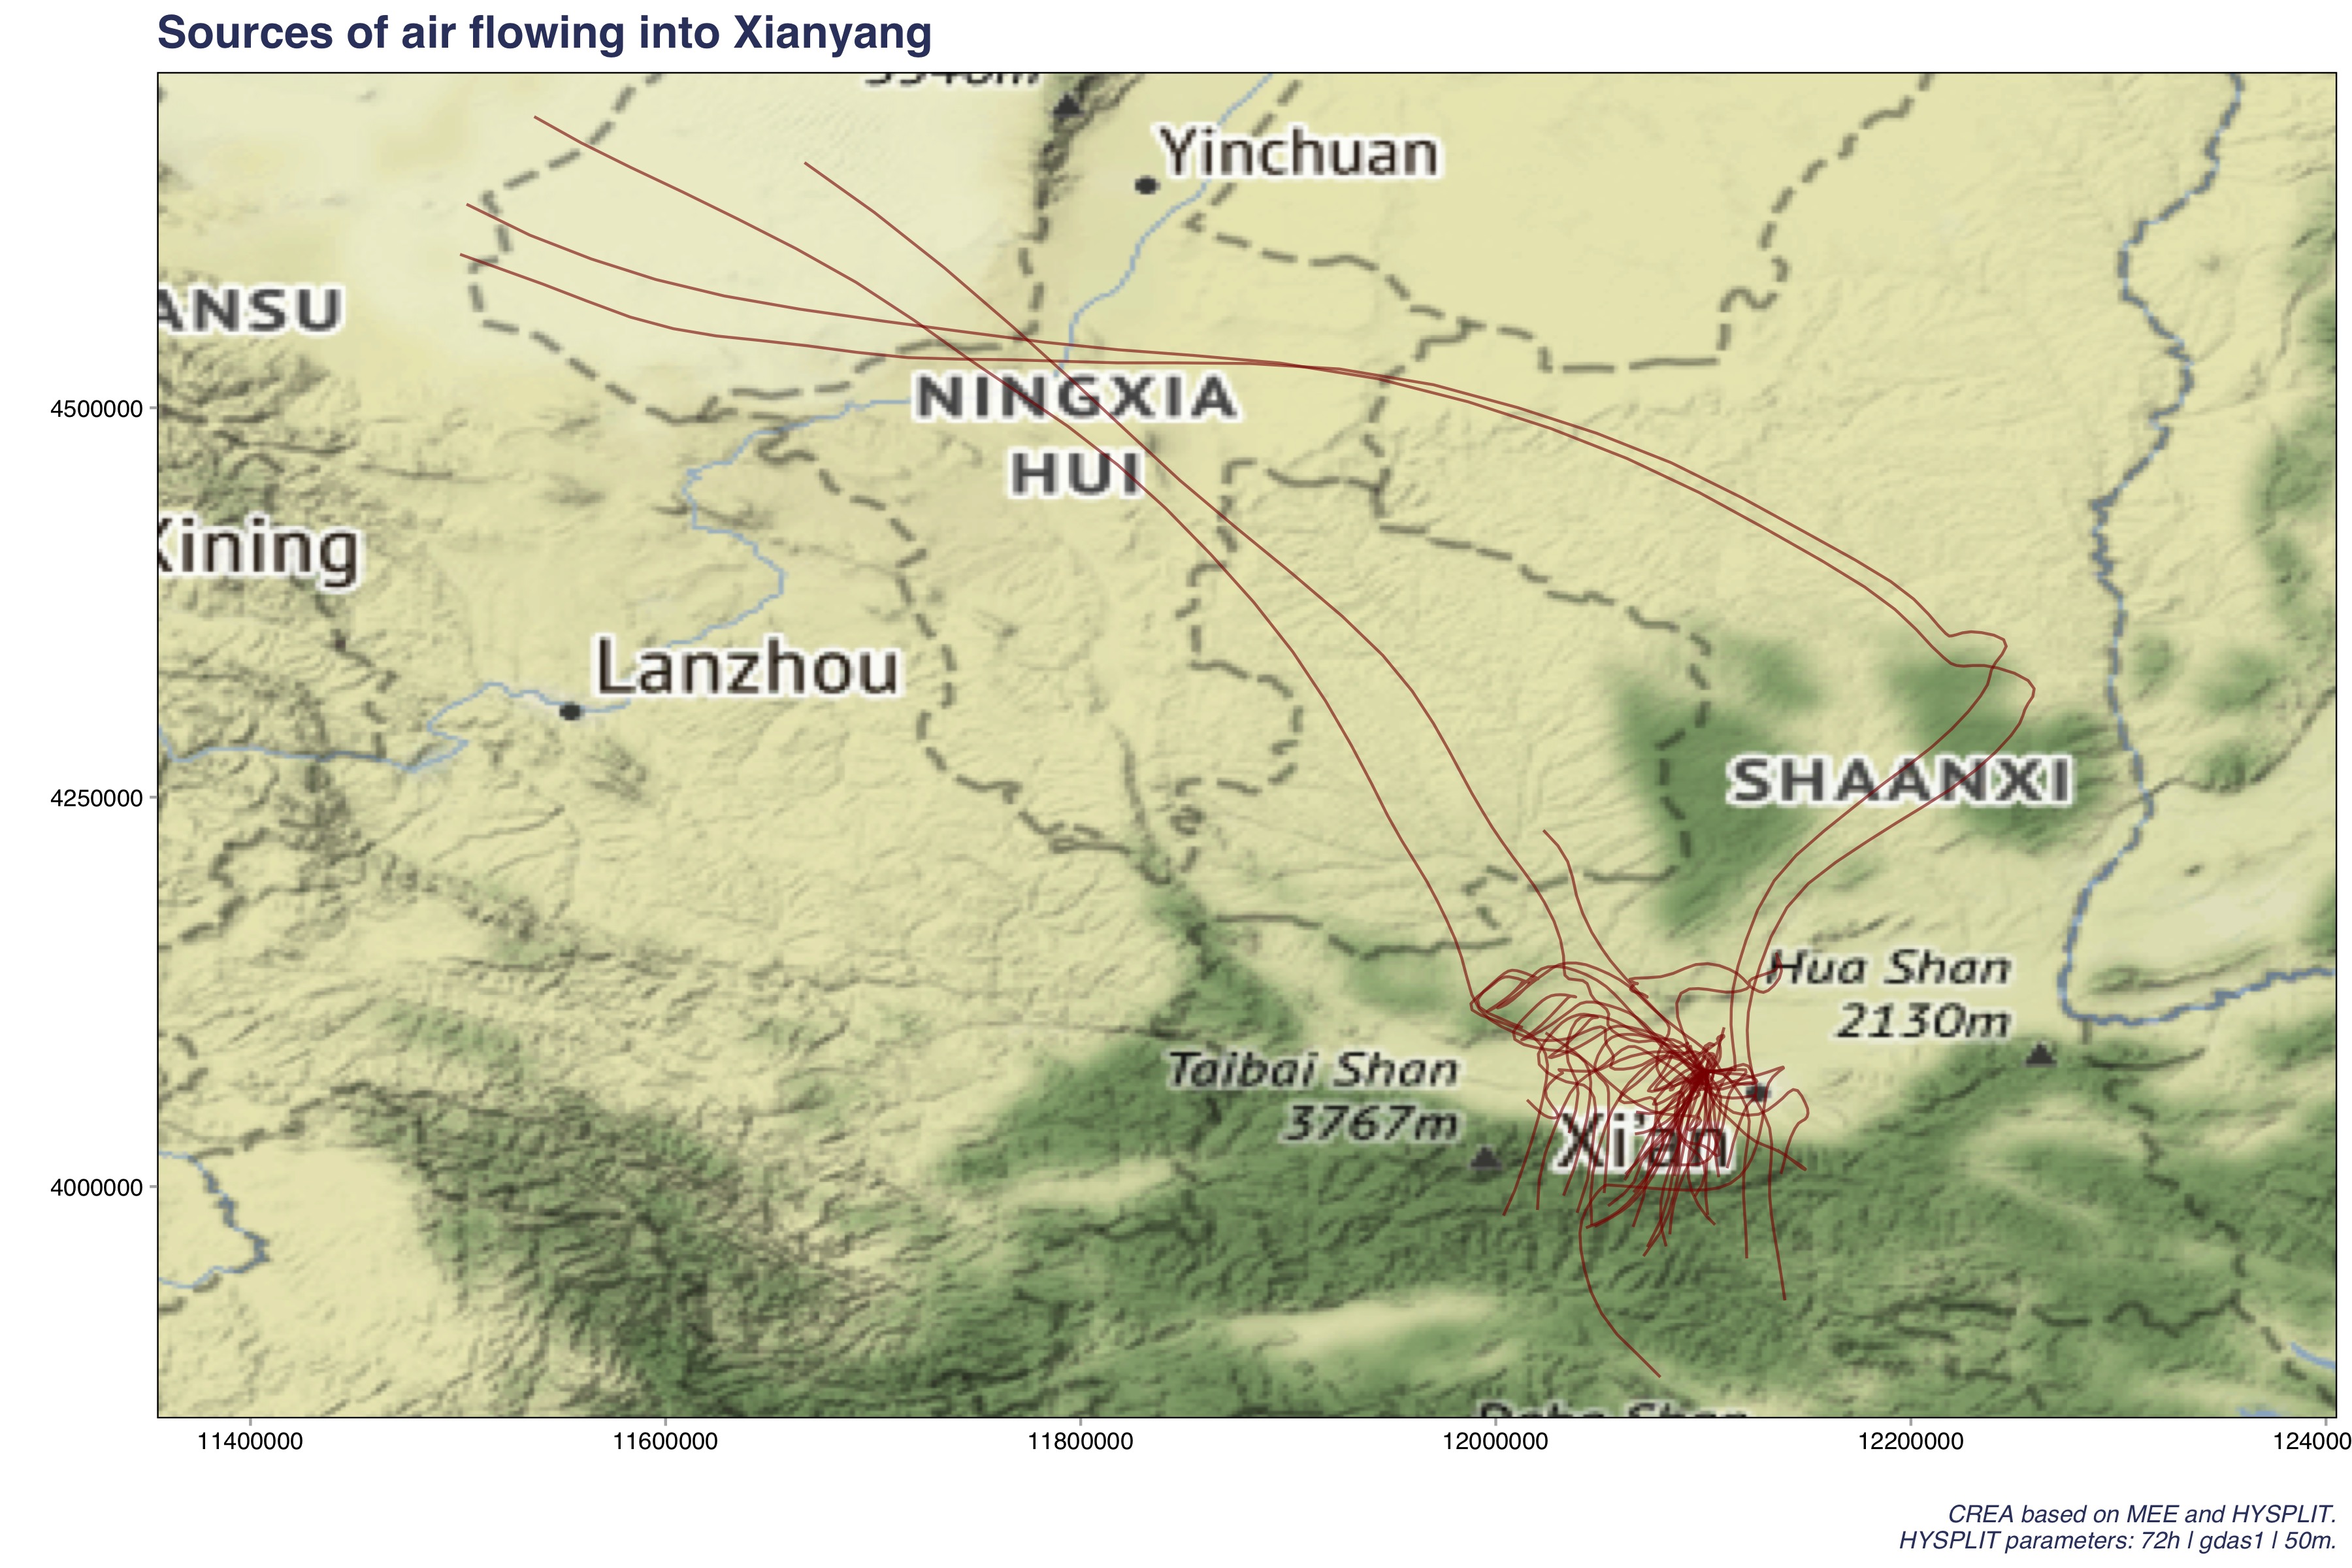 Sources of air flowing into Xianyang
Yinchuan
ANSU
4500000
NINGXIA
HUI
Xining
Lanzhou
4250000
SHAANXI
Hua Shan
2130m
Taibai Shan
3767m
Xi'an
4000000
11400000
11600000
11800000
12000000
12200000
124000
CREA based on MEE and HYSPLIT.
HYSPLIT parameters: 72h | gdas1 | 50m.